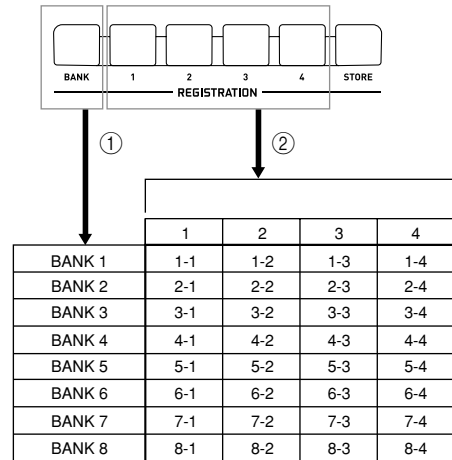 BANK 1 2 3 4 STORE
REGISTRATION
① ②
1 2 3 4
BANK 1 1-1 1-2 1-3 1-4
BANK 2 2-1 2-2 2-3 2-4
BANK 3 3-1 3-2 3-3 3-4
BANK 4 4-1 4-2 4-3 4-4
BANK 5 5-1 5-2 5-3 5-4
BANK 6 6-1 6-2 6-3 6-4
BANK 7 7-1 7-2 7-3 7-4
BANK 8 8-1 8-2 8-3 8-4